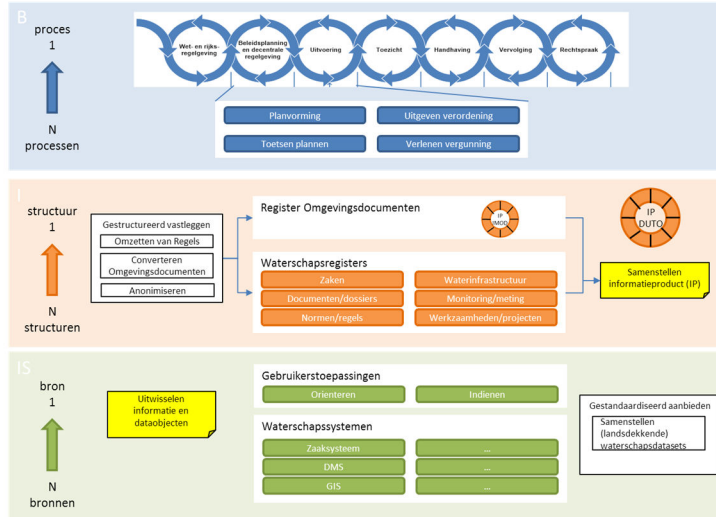 B
proces
1
N
processen
Wet- en rijks-
regelgeving
Beleidsplanning
en decentrale
regelgeving
Uitvoering
Toezicht
Handhaving
Vervolging
Rechtspraak
Planvorming
Uitgeven verordening
Toetsen plannen
Verlenen vergunning
I
structuur
1
N
structuren
Gestructureerd vastleggen
Omzetten van Regels
Converteren
Omgevingsdocumenten
Anonimiseren
Register Omgevingsdocumenten
IP
IMOD
Waterschapsregisters
Zaken
Waterinfrastructuur
Documenten/dossiers
Monitoring/meting
Normen/regels
Werkzaamheden/projecten
IP
DUTO
Samenstellen
informatieproduct (IP)
IS
bron
1
N
bronnen
Uitwisselen
informatie en
dataobjecten
Gebruikerstoepassingen
Orienteren
Indienen
Waterschapssystemen
Zaaksysteem
...
DMS
...
GIS
...
Gestandaardiseerd aanbieden
Samenstellen
(landsdekkende)
waterschapsdatasets